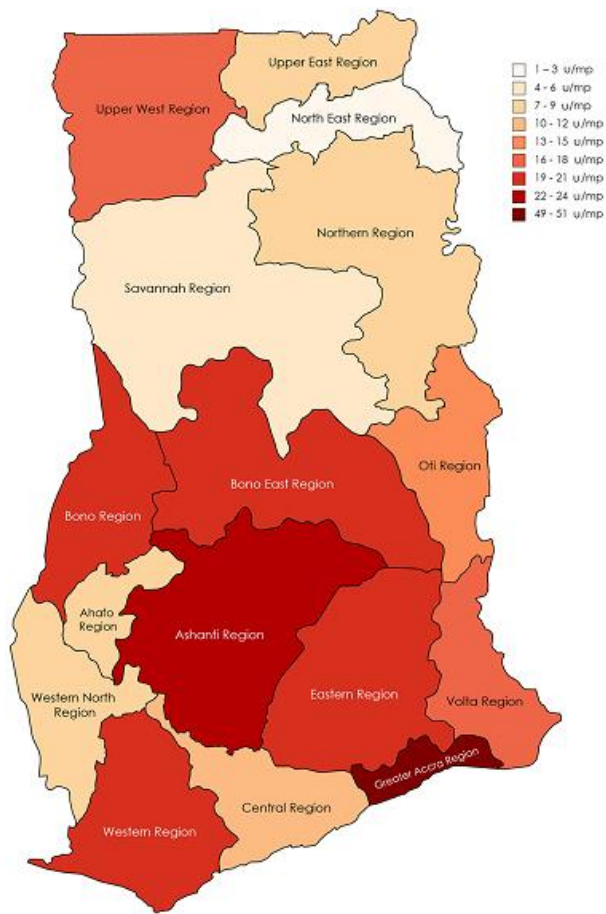 Upper East Region
Upper West Region
North East Region
Northern Region
Savannah Region
Oti Region
Bono East Region
Bono Region
Ahafo
Region
Ashanti Region
Western North
Region
Eastern Region
Volta Region
Greater Accra Region
Central Region
Western Region
1 – 3 u/mp
4 - 6 u/mp
7 - 9 u/mp
10 - 12 u/mp
13 - 15 u/mp
16 - 18 u/mp
19 - 21 u/mp
22 - 24 u/mp
49 - 51 u/mp